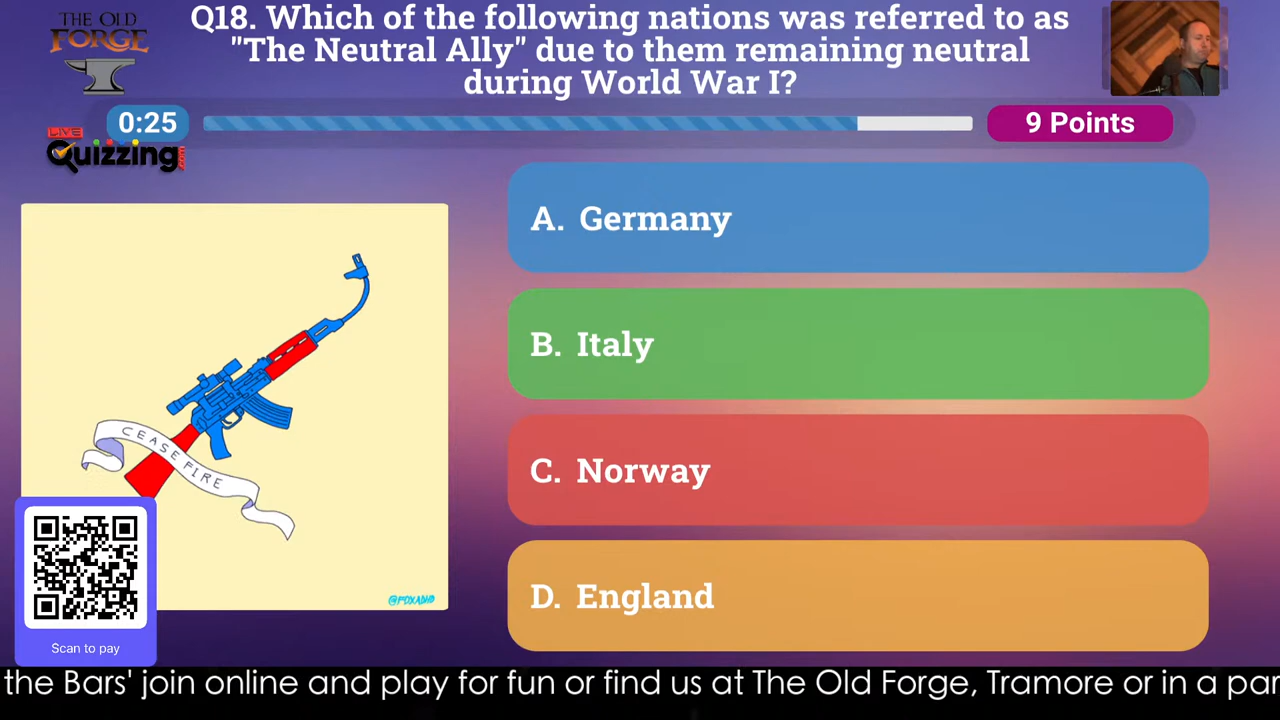 THE OLD
FORGE
Q18. Which of the following nations was referred to as
"The Neutral Ally" due to them remaining neutral
during World War I?
0:25
9 Points
LIVE
Quizzing.com
A. Germany
B. Italy
C. Norway
D. England
CEASE FIRE
@FOXADHD
Scan to pay
the Bars' join online and play for fun or find us at The Old Forge, Tramore or in a par